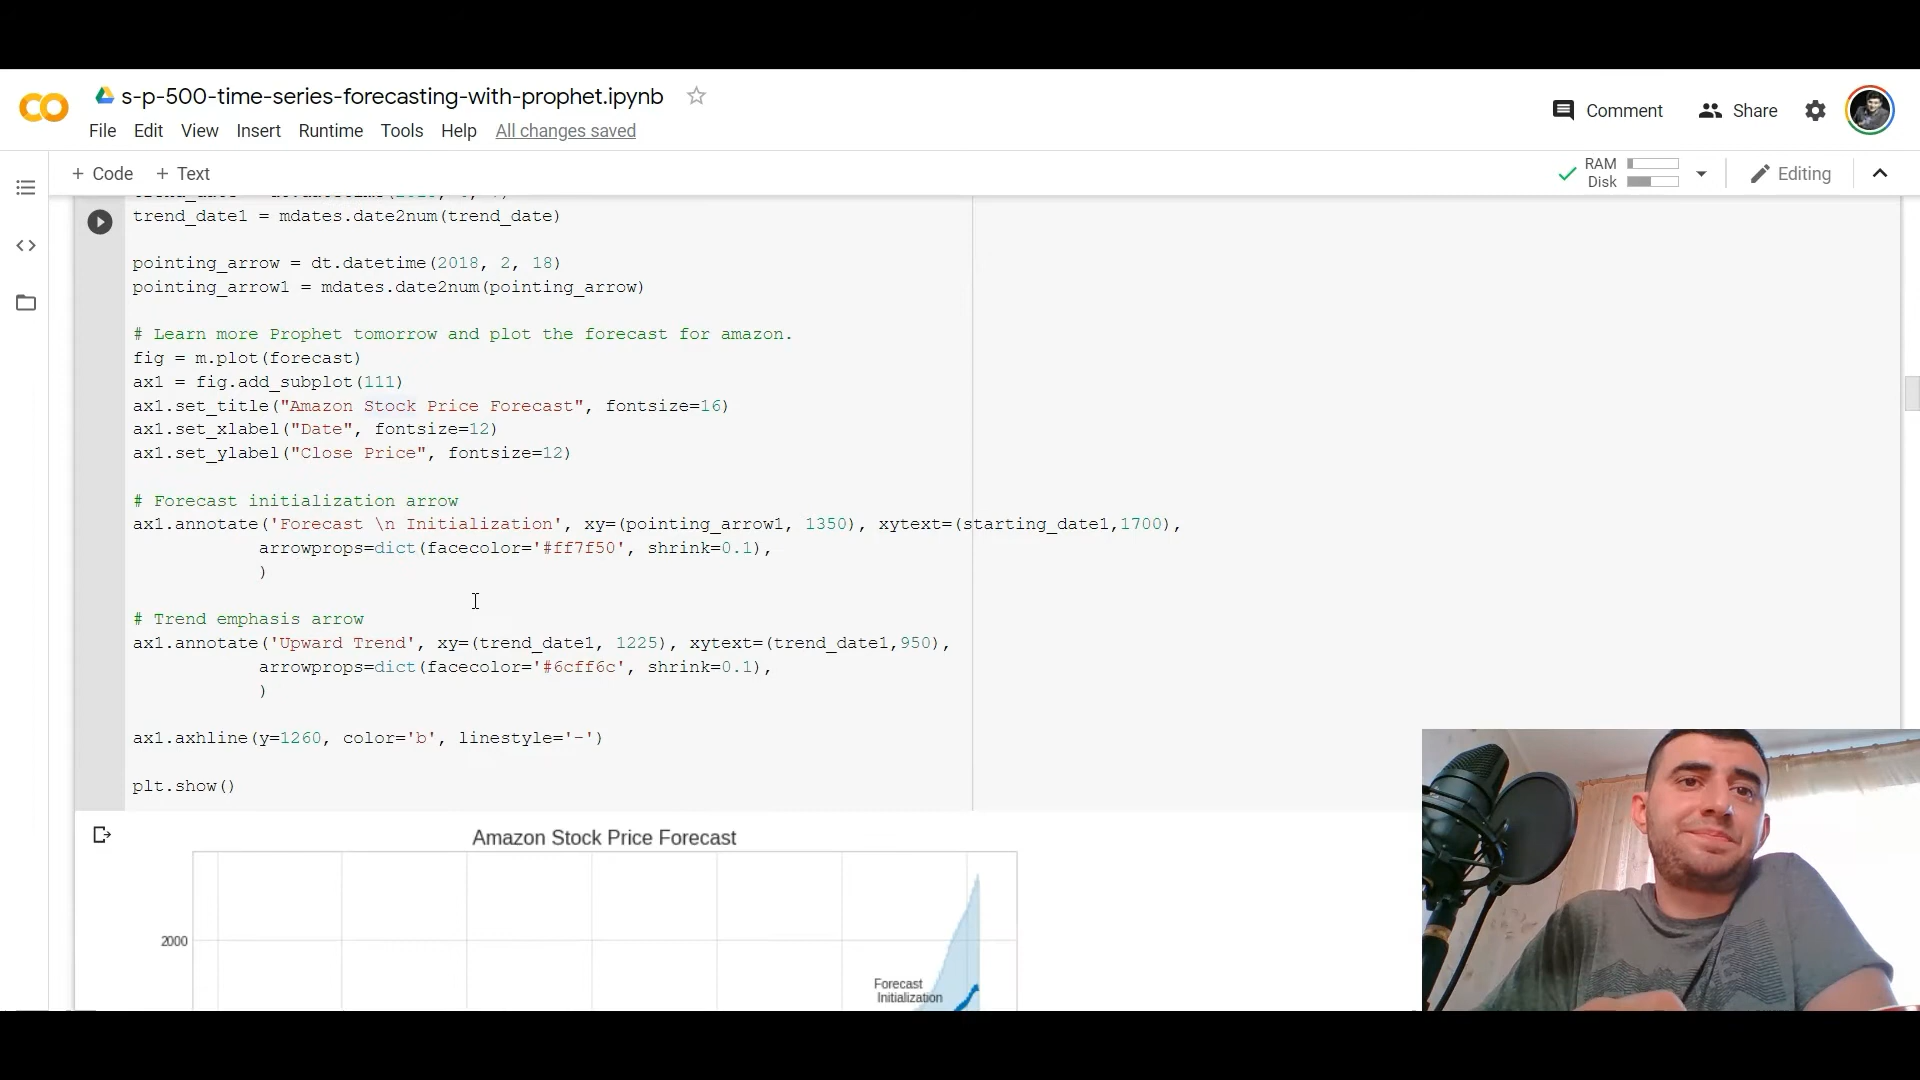 s-p-500-time-series-forecasting-with-prophet.ipynb
Comment
Share
File Edit View Insert Runtime Tools Help All changes saved
+ Code + Text
RAM
Disk
Editing
trend_date1 = mdates.date2num(trend_date)
pointing_arrow = dt.datetime(2018, 2, 18)
pointing_arrow1 = mdates.date2num(pointing_arrow)
# Learn more Prophet tomorrow and plot the forecast for amazon.
fig = m.plot(forecast)
ax1 = fig.add_subplot(111)
ax1.set_title("Amazon Stock Price Forecast", fontsize=16)
ax1.set_xlabel("Date", fontsize=12)
ax1.set_ylabel("Close Price", fontsize=12)
# Forecast initialization arrow
ax1.annotate('Forecast \n Initialization', xy=(pointing_arrow1, 1350), xytext=(starting_date1,1700),
arrowprops=dict(facecolor='#ff7f50', shrink=0.1),
)
# Trend emphasis arrow
ax1.annotate('Upward Trend', xy=(trend_date1, 1225), xytext=(trend_date1,950),
arrowprops=dict(facecolor='#6cff6c', shrink=0.1),
)
ax1.axhline(y=1260, color='b', linestyle='-')
plt.show()
Amazon Stock Price Forecast
2000
Forecast
Initialization